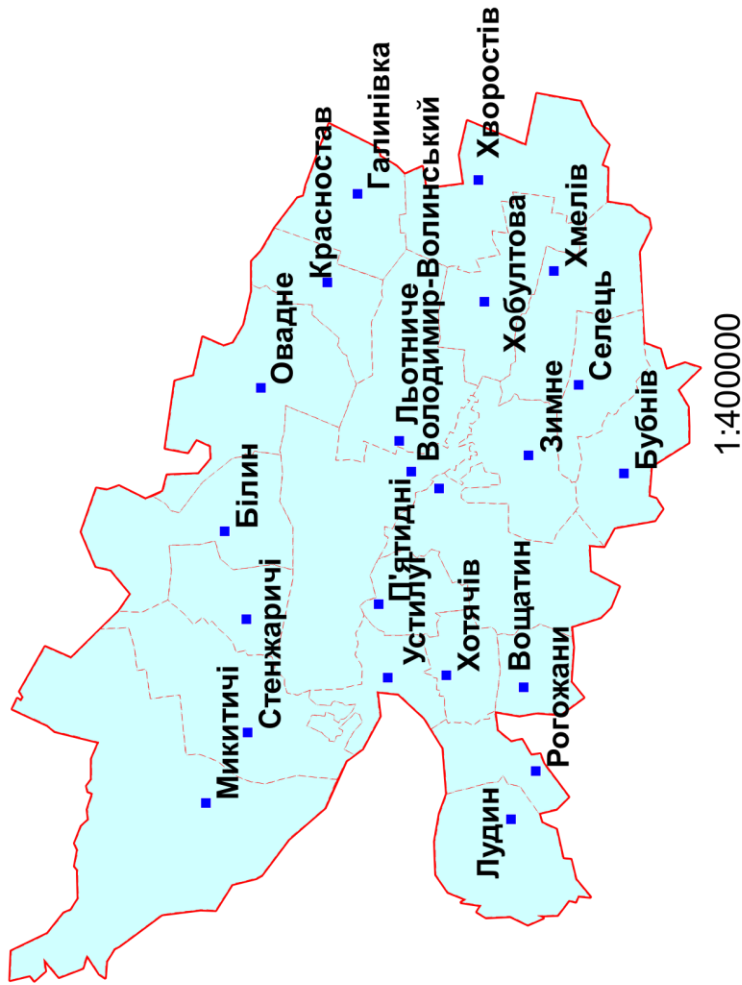 Микитичі
Стенжаричі
Білин
Овадне
Красностав
Галинівка
Льотниче
Володимир-Волинський
П'ятидні
Устилуг
Хотячів
Вощатин
Рогожани
Лудин
Хворостів
Хобултова
Хмелів
Зимне
Селець
Бубнів
1:400000